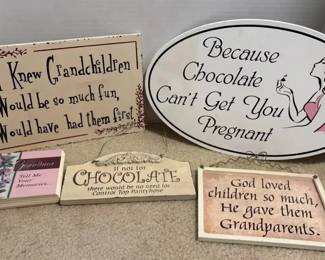 I Knew Grandchildren
Would be so much fun,
Would have had them first!
Because
Chocolate
Can't Get You
Pregnant
Grandma
Tell Me
Your
Memories
If not for
CHOCOLATE
there would be no need for
Control Top Pantyhose
God loved
children so much,
He gave them
Grandparents.